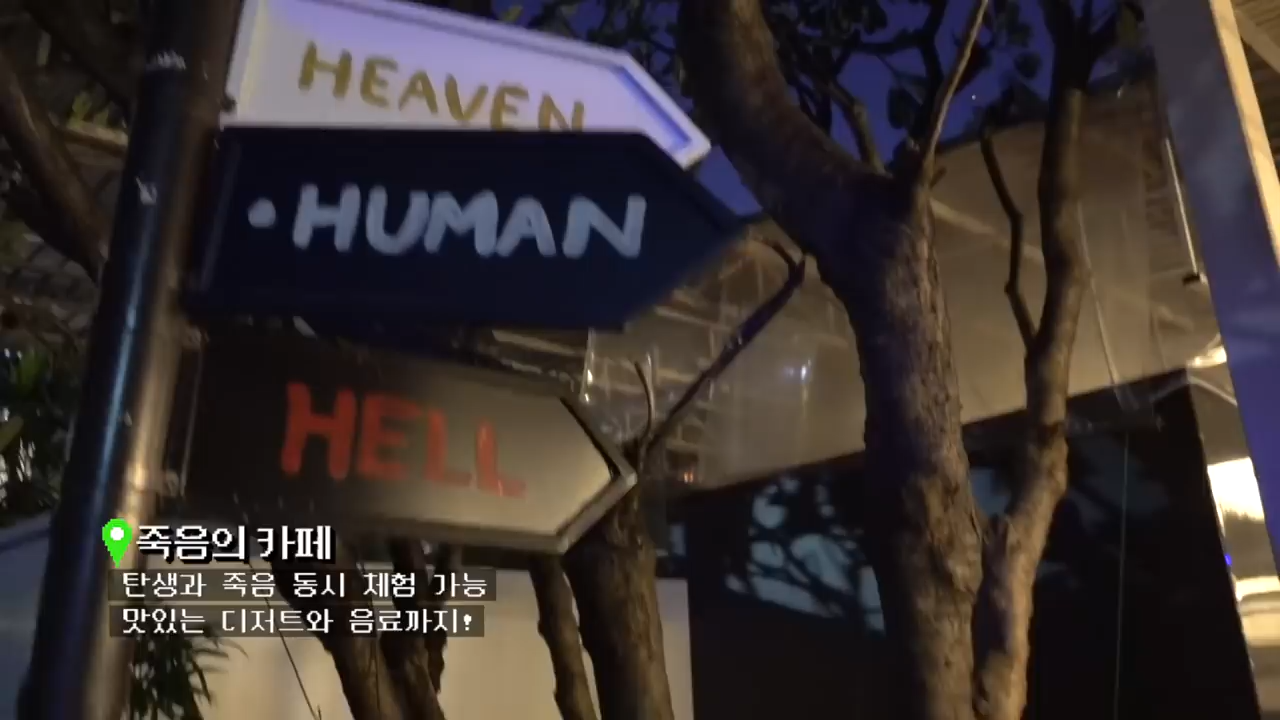 HEAVEN
·HUMAN
HELL
죽음의 카페
탄생과 죽음 동시 체험 가능
맛있는 디저트와 음료까지!